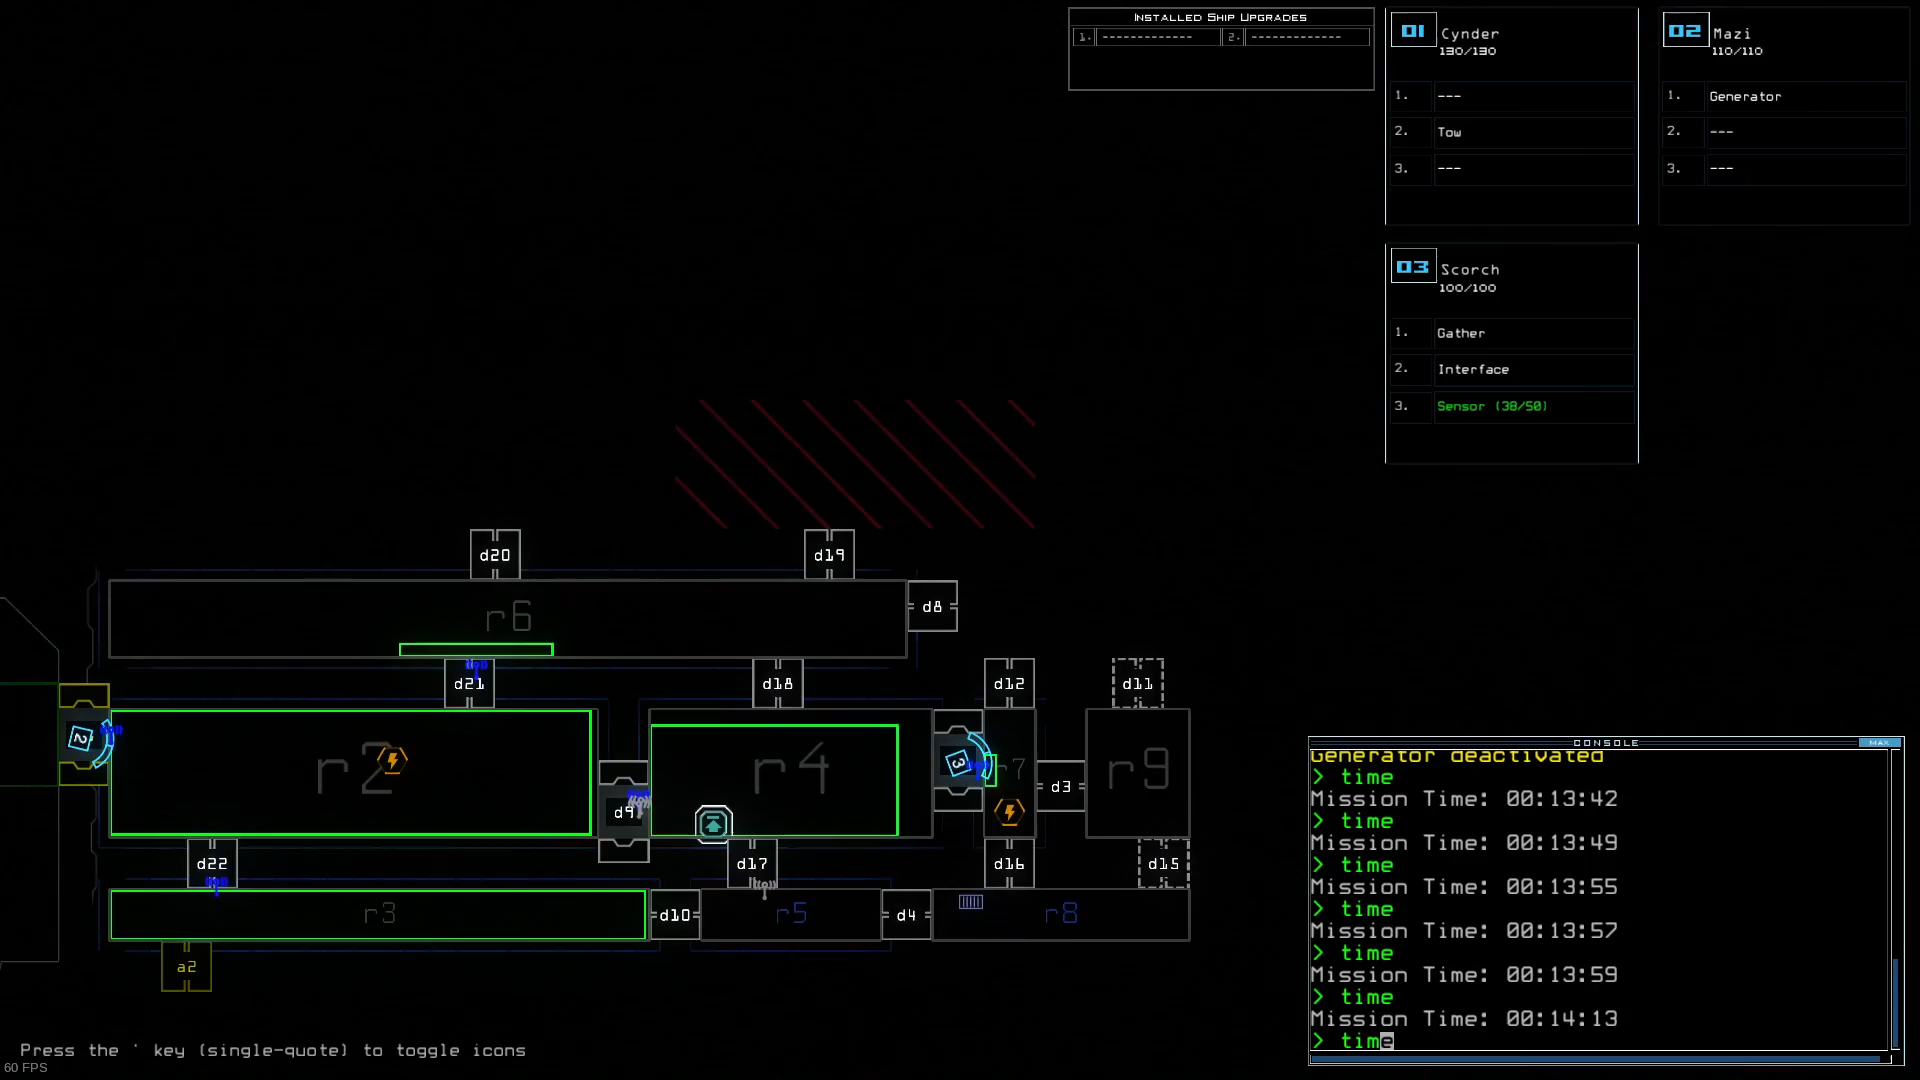 Installed Ship Upgrades
1. ------------- 2. -------------
01 Cynder
130/130
1. ---
2. Tow
3. ---
02 Mazi
110/110
1. Generator
2. ---
3. ---
03 Scorch
100/100
1. Gather
2. Interface
3. Sensor (38/50)
d20
d19
r6
d8
d21
d18
d12
d11
2
r2
d9
r4
3
r7
d3
r9
d22
d17
d16
d15
r3
d10
r5
d4
r8
a2
CONSOLE
MAX
Generator deactivated
> time
Mission Time: 00:13:42
> time
Mission Time: 00:13:49
> time
Mission Time: 00:13:55
> time
Mission Time: 00:13:57
> time
Mission Time: 00:13:59
> time
Mission Time: 00:14:13
> time
Press the ' key (single-quote) to toggle icons
60 FPS